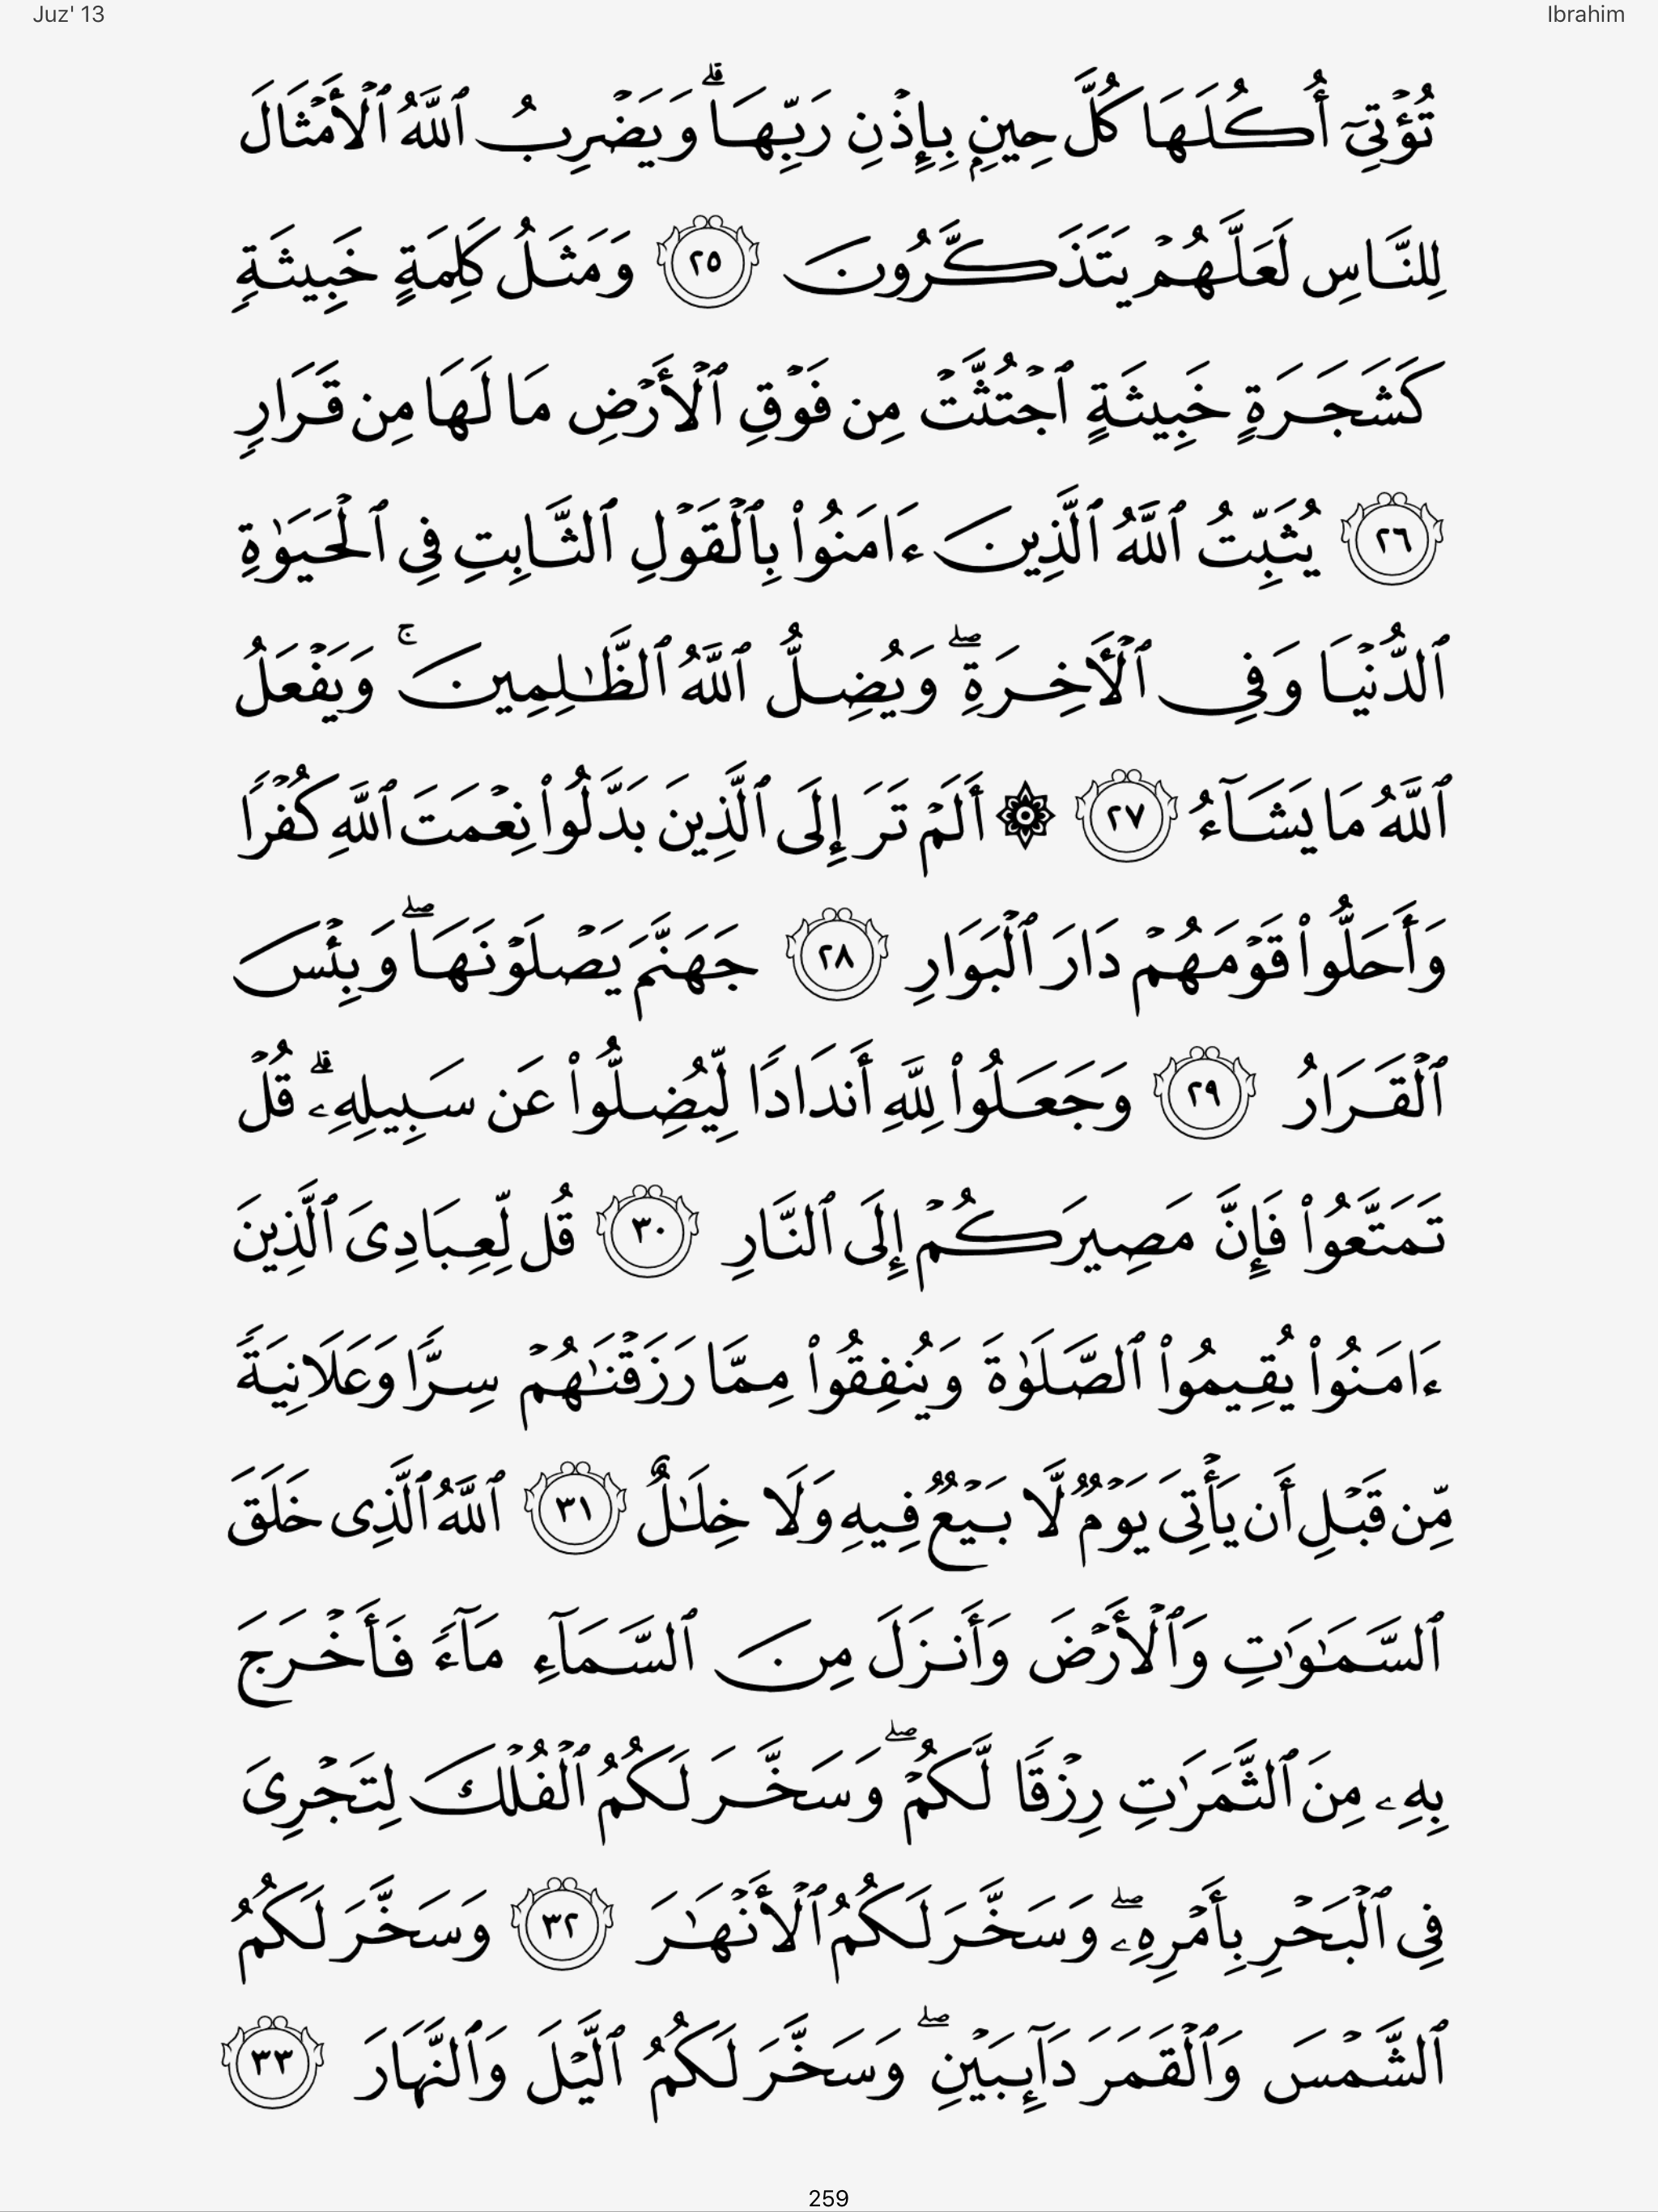 Juz' 13
Ibrahim
تُؤْتِىٓ أُكُلَهَا كُلَّ حِينٍۭ بِإِذْنِ رَبِّهَا ۗ وَيَضْرِبُ ٱللَّهُ ٱلْأَمْثَالَ
لِلنَّاسِ لَعَلَّهُمْ يَتَذَكَّرُونَ ٢٥ وَمَثَلُ كَلِمَةٍ خَبِيثَةٍ
كَشَجَرَةٍ خَبِيثَةٍ ٱجْتُثَّتْ مِن فَوْقِ ٱلْأَرْضِ مَا لَهَا مِن قَرَارٍ
٢٦ يُثَبِّتُ ٱللَّهُ ٱلَّذِينَ ءَامَنُوا۟ بِٱلْقَوْلِ ٱلثَّابِتِ فِى ٱلْحَيَوٰةِ
ٱلدُّنْيَا وَفِى ٱلْأَخِرَةِ ۖ وَيُضِلُّ ٱللَّهُ ٱلظَّـٰلِمِينَ ۚ وَيَفْعَلُ
ٱللَّهُ مَا يَشَآءُ ٢٧ ۞ أَلَمْ تَرَ إِلَى ٱلَّذِينَ بَدَّلُوا۟ نِعْمَتَ ٱللَّهِ كُفْرًا
وَأَحَلُّوا۟ قَوْمَهُمْ دَارَ ٱلْبَوَارِ ٢٨ جَهَنَّمَ يَصْلَوْنَهَا ۖ وَبِئْسَ
ٱلْقَرَارُ ٢٩ وَجَعَلُوا۟ لِلَّهِ أَندَادًا لِّيُضِلُّوا۟ عَن سَبِيلِهِۦ ۗ قُلْ
تَمَتَّعُوا۟ فَإِنَّ مَصِيرَكُمْ إِلَى ٱلنَّارِ ٣٠ قُل لِّعِبَادِىَ ٱلَّذِينَ
ءَامَنُوا۟ يُقِيمُوا۟ ٱلصَّلَوٰةَ وَيُنفِقُوا۟ مِمَّا رَزَقْنَـٰهُمْ سِرًّا وَعَلَانِيَةً
مِّن قَبْلِ أَن يَأْتِىَ يَوْمٌ لَّا بَيْعٌ فِيهِ وَلَا خِلَـٰلٌ ٣١ ٱللَّهُ ٱلَّذِى خَلَقَ
ٱلسَّمَـٰوَٰتِ وَٱلْأَرْضَ وَأَنزَلَ مِنَ ٱلسَّمَآءِ مَآءً فَأَخْرَجَ
بِهِۦ مِنَ ٱلثَّمَرَٰتِ رِزْقًا لَّكُمْ ۖ وَسَخَّرَ لَكُمُ ٱلْفُلْكَ لِتَجْرِىَ
فِى ٱلْبَحْرِ بِأَمْرِهِۦ ۖ وَسَخَّرَ لَكُمُ ٱلْأَنْهَـٰرَ ٣٢ وَسَخَّرَ لَكُمُ
ٱلشَّمْسَ وَٱلْقَمَرَ دَآئِبَيْنِ ۖ وَسَخَّرَ لَكُمُ ٱلَّيْلَ وَٱلنَّهَارَ ٣٣
259